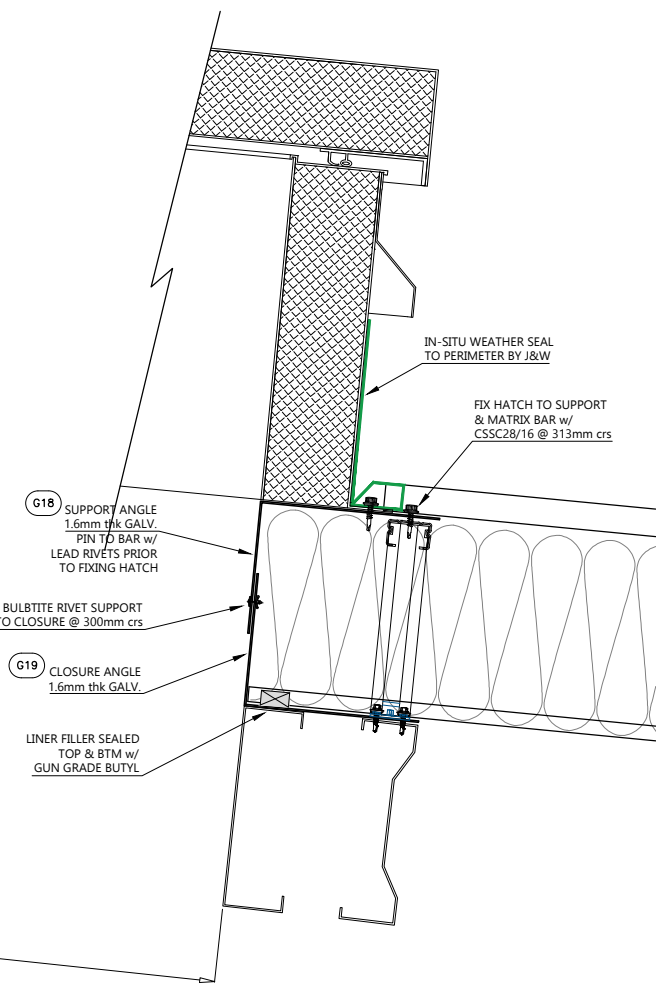 IN-SITU WEATHER SEAL
TO PERIMETER BY J&W
FIX HATCH TO SUPPORT
& MATRIX BAR w/
CSSC28/16 @ 313mm crs
G18
SUPPORT ANGLE
1.6mm thk GALV.
PIN TO BAR w/
LEAD RIVETS PRIOR
TO FIXING HATCH
BULBTITE RIVET SUPPORT
TO CLOSURE @ 300mm crs
G19
CLOSURE ANGLE
1.6mm thk GALV.
LINER FILLER SEALED
TOP & BTM w/
GUN GRADE BUTYL